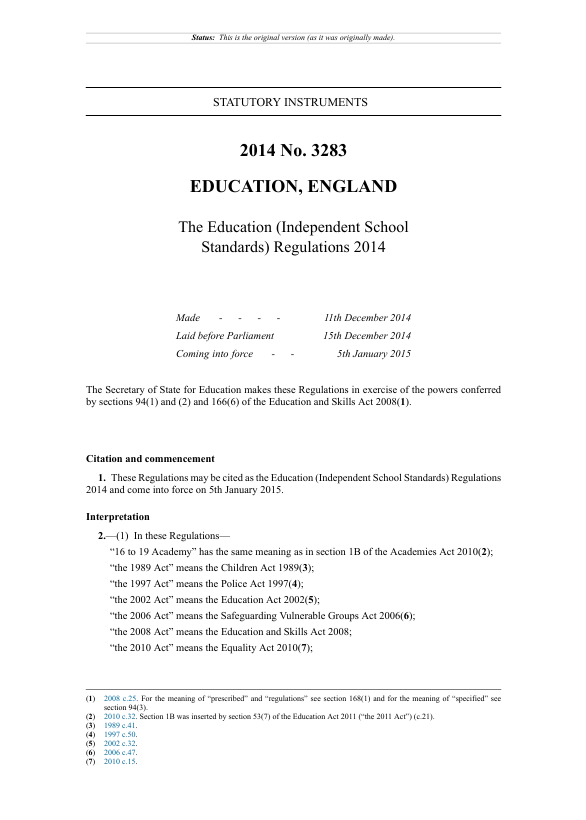 Status: This is the original version (as it was originally made).
STATUTORY INSTRUMENTS
2014 No. 3283
EDUCATION, ENGLAND
The Education (Independent School
Standards) Regulations 2014
Made - - - - 11th December 2014
Laid before Parliament 15th December 2014
Coming into force - - 5th January 2015
The Secretary of State for Education makes these Regulations in exercise of the powers conferred
by sections 94(1) and (2) and 166(6) of the Education and Skills Act 2008(1).
Citation and commencement
1. These Regulations may be cited as the Education (Independent School Standards) Regulations
2014 and come into force on 5th January 2015.
Interpretation
2.—(1) In these Regulations—
“16 to 19 Academy” has the same meaning as in section 1B of the Academies Act 2010(2);
“the 1989 Act” means the Children Act 1989(3);
“the 1997 Act” means the Police Act 1997(4);
“the 2002 Act” means the Education Act 2002(5);
“the 2006 Act” means the Safeguarding Vulnerable Groups Act 2006(6);
“the 2008 Act” means the Education and Skills Act 2008;
“the 2010 Act” means the Equality Act 2010(7);
(1) 2008 c.25. For the meaning of “prescribed” and “regulations” see section 168(1) and for the meaning of “specified” see
section 94(3).
(2) 2010 c.32. Section 1B was inserted by section 53(7) of the Education Act 2011 (“the 2011 Act”) (c.21).
(3) 1989 c.41.
(4) 1997 c.50.
(5) 2002 c.32.
(6) 2006 c.47.
(7) 2010 c.15.